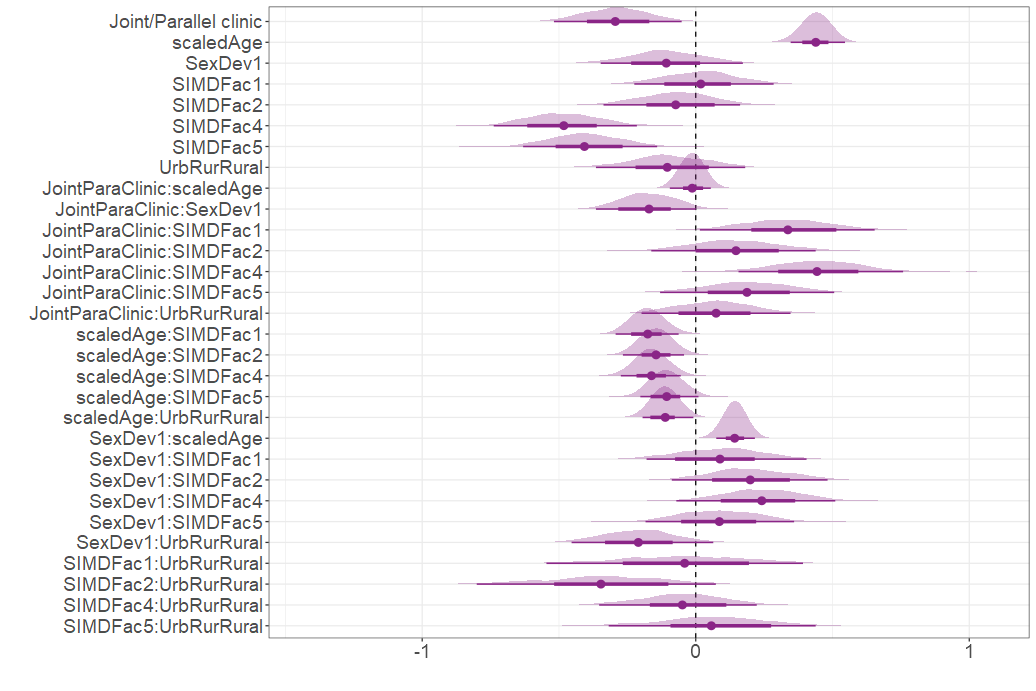 Joint/Parallel clinic
scaledAge
SexDev1
SIMDFac1
SIMDFac2
SIMDFac4
SIMDFac5
UrbRurRural
JointParaClinic:scaledAge
JointParaClinic:SexDev1
JointParaClinic:SIMDFac1
JointParaClinic:SIMDFac2
JointParaClinic:SIMDFac4
JointParaClinic:SIMDFac5
JointParaClinic:UrbRurRural
scaledAge:SIMDFac1
scaledAge:SIMDFac2
scaledAge:SIMDFac4
scaledAge:SIMDFac5
scaledAge:UrbRurRural
SexDev1:scaledAge
SexDev1:SIMDFac1
SexDev1:SIMDFac2
SexDev1:SIMDFac4
SexDev1:SIMDFac5
SexDev1:UrbRurRural
SIMDFac1:UrbRurRural
SIMDFac2:UrbRurRural
SIMDFac4:UrbRurRural
SIMDFac5:UrbRurRural
-1 0 1